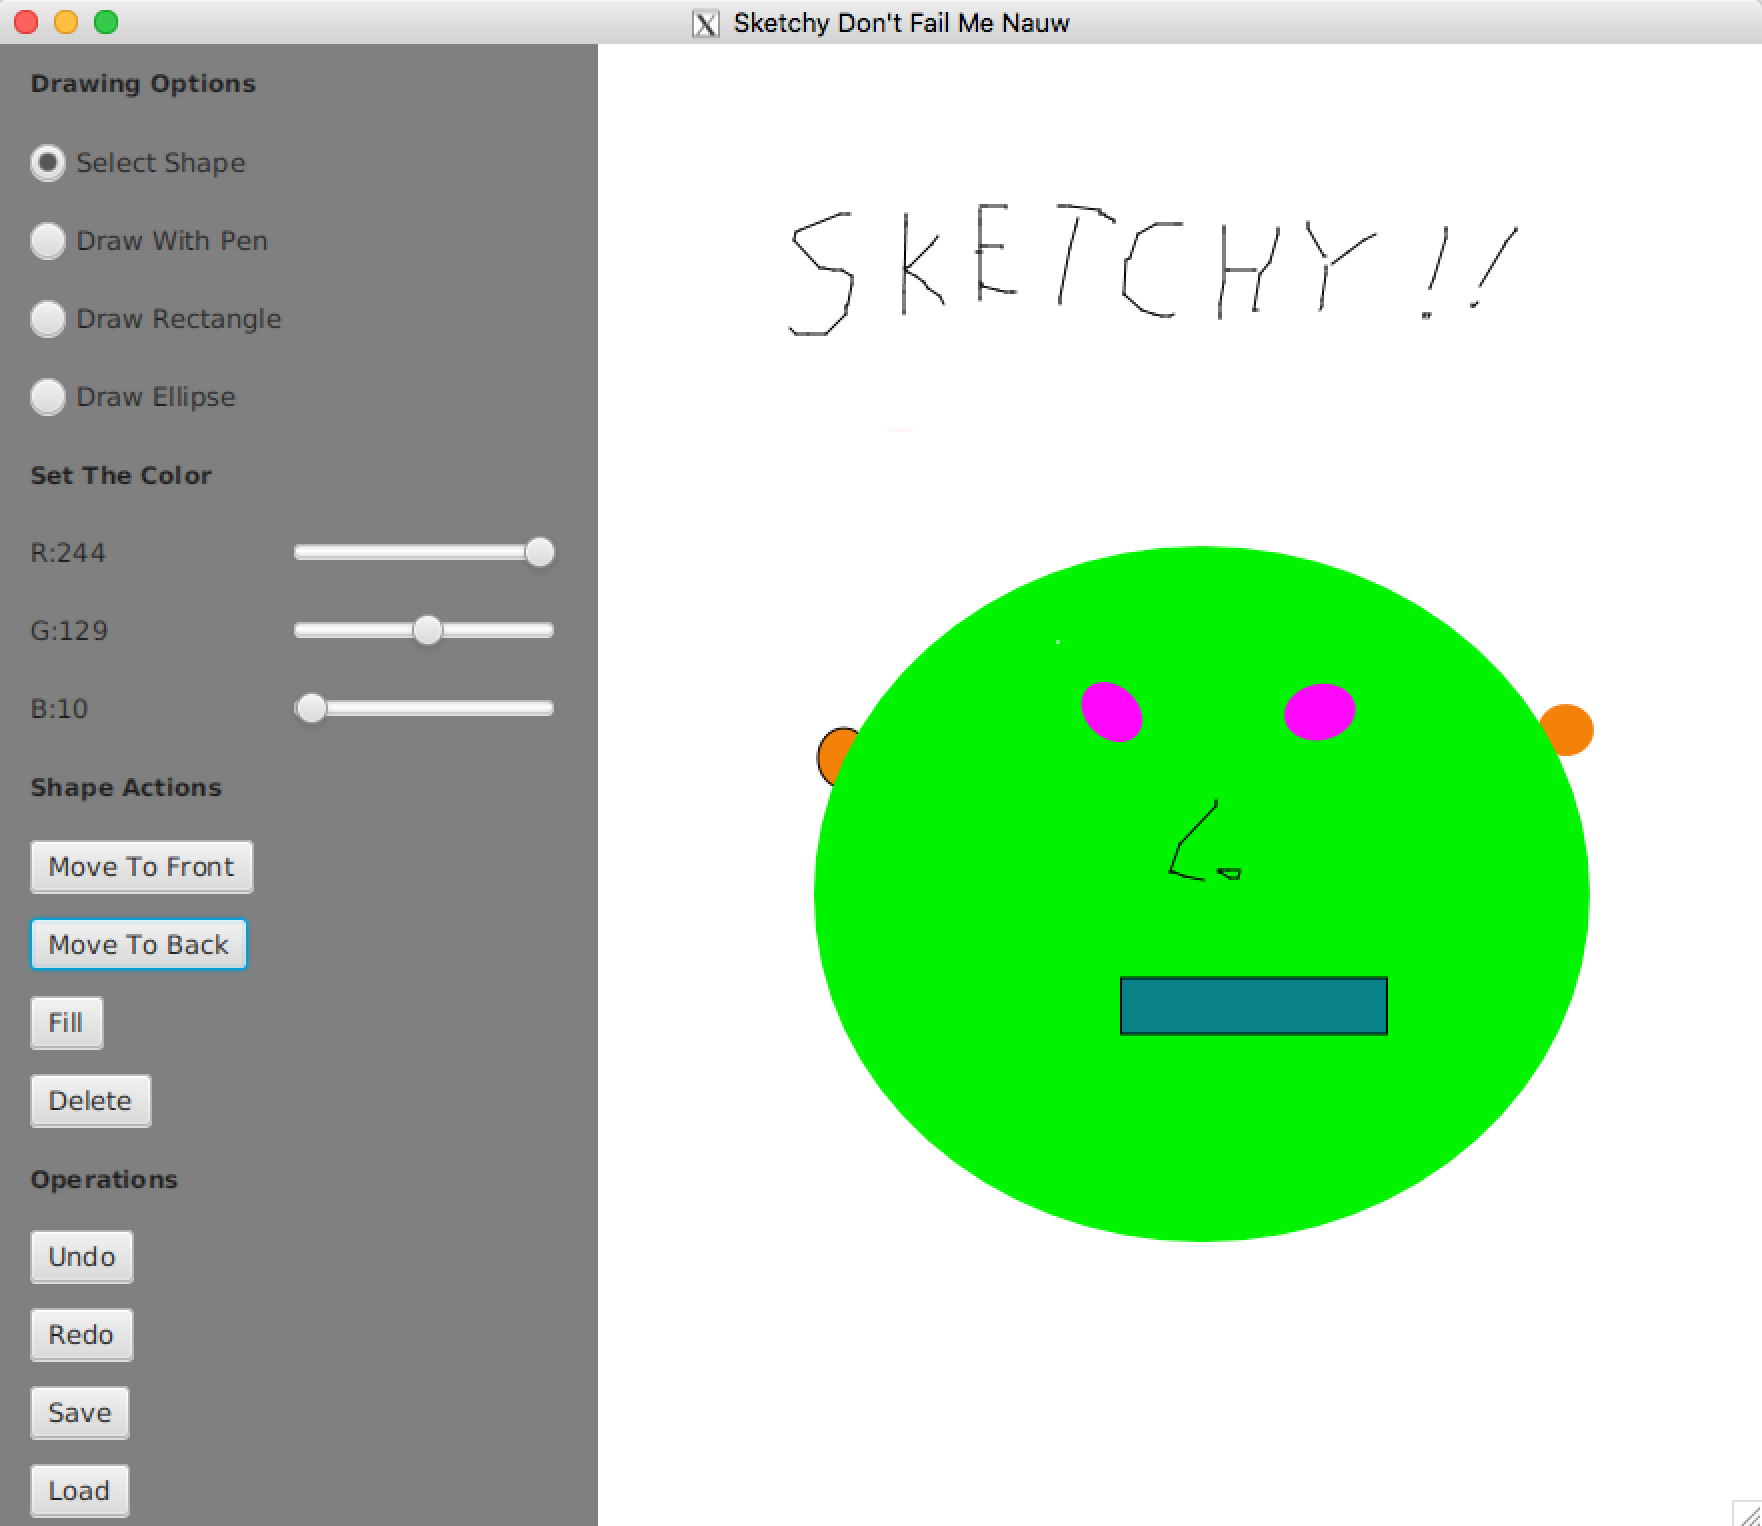 Sketchy Don't Fail Me Nauw
Drawing Options
Select Shape
Draw With Pen
Draw Rectangle
Draw Ellipse
Set The Color
R:244
G:129
B:10
Shape Actions
Move To Front
Move To Back
Fill
Delete
Operations
Undo
Redo
Save
Load
SKETCHY!!